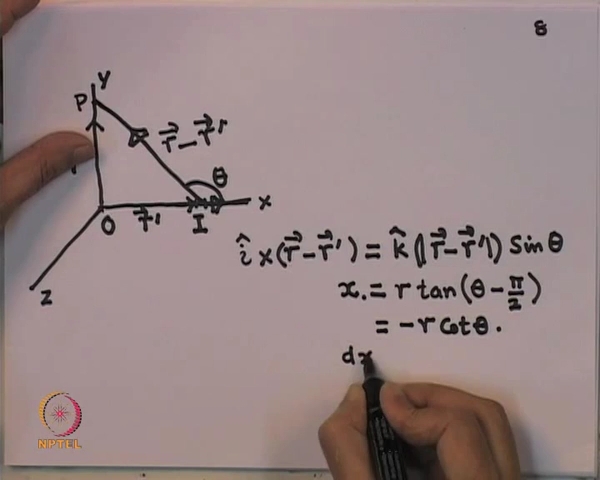 8
Y
P
r⃗ - r⃗'
θ
X
O
r⃗'
I
Z
î x(r⃗ - r⃗') = k̂ (|r⃗ - r⃗'|) Sin θ
x = r tan(θ - π/2)
= -r cot θ.
dx
NPTEL